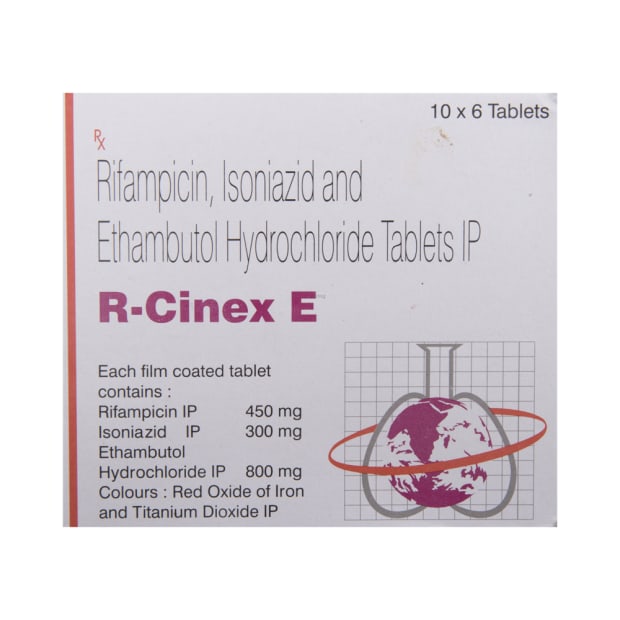 10 x 6 Tablets
Rx
Rifampicin, Isoniazid and
Ethambutol Hydrochloride Tablets IP
R-Cinex E
Each film coated tablet
contains :
Rifampicin IP 450 mg
Isoniazid IP 300 mg
Ethambutol
Hydrochloride IP 800 mg
Colours : Red Oxide of Iron
and Titanium Dioxide IP